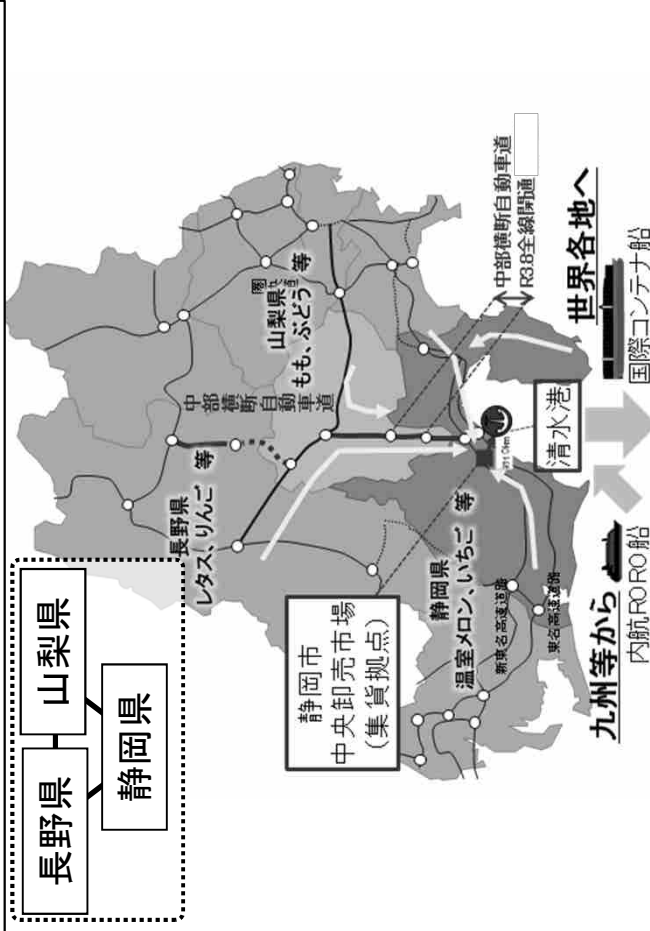 長野県
山梨県
静岡県
長野県
レタス、りんご 等
中部横断自動車道
山梨県
もも、ぶどう 等
静岡市
中央卸売市場
(集貨拠点)
静岡県
温室メロン、いちご 等
新東名高速道路
東名高速道路
清水港
中部横断自動車道
R3.8全線開通
九州等から
内航RORO船
世界各地へ
国際コンテナ船